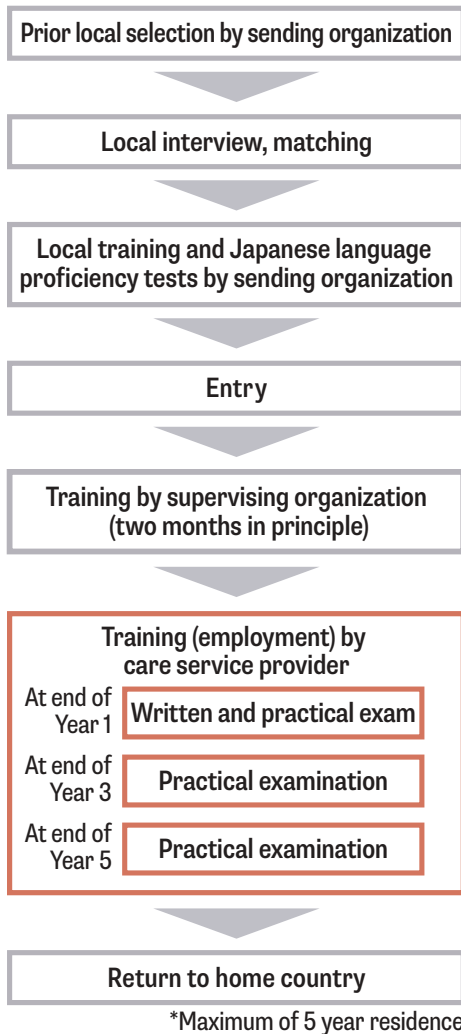 Prior local selection by sending organization
Local interview, matching
Local training and Japanese language
proficiency tests by sending organization
Entry
Training by supervising organization
(two months in principle)
Training (employment) by
care service provider
At end of
Year 1
Written and practical exam
At end of
Year 3
Practical examination
At end of
Year 5
Practical examination
Return to home country
*Maximum of 5 year residence